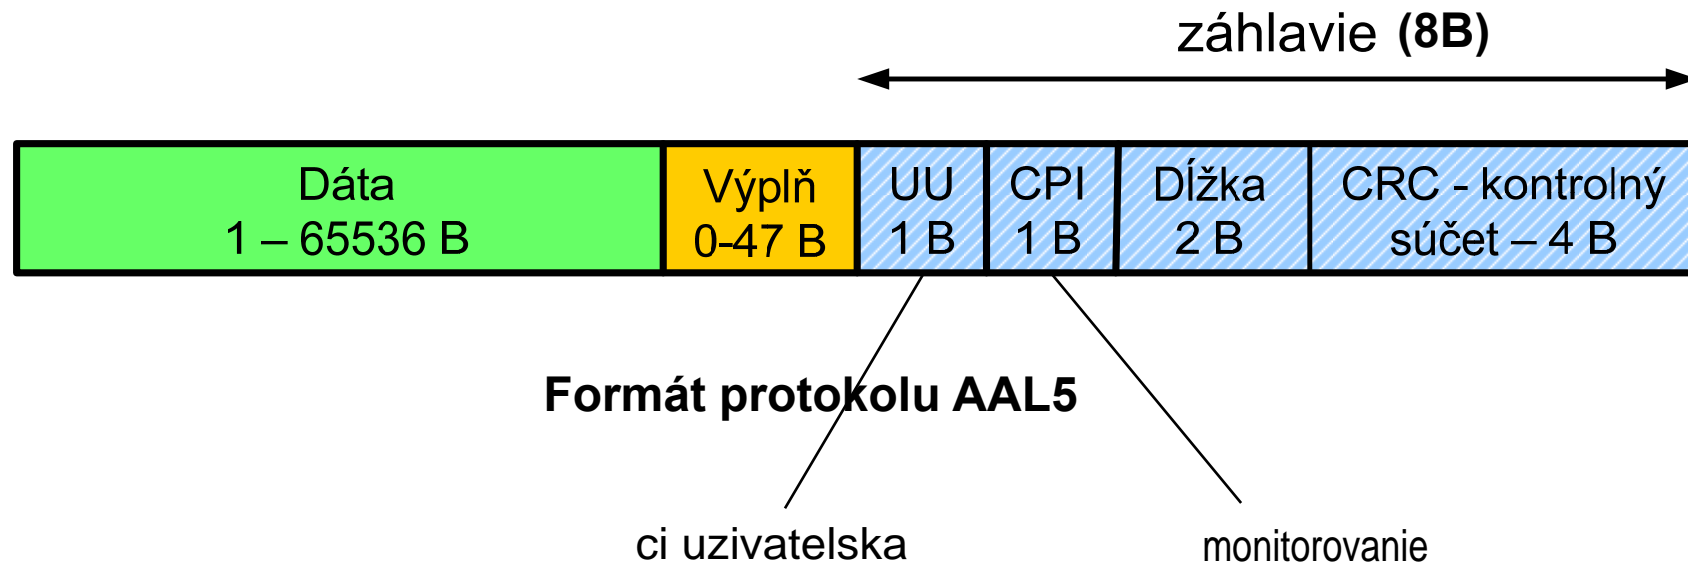 záhlavie (8B)
Dáta
1 – 65536 B
Výplň
0-47 B
UU
1 B
CPI
1 B
Dĺžka
2 B
CRC - kontrolný
súčet – 4 B
Formát protokolu AAL5
ci uzivatelska
monitorovanie